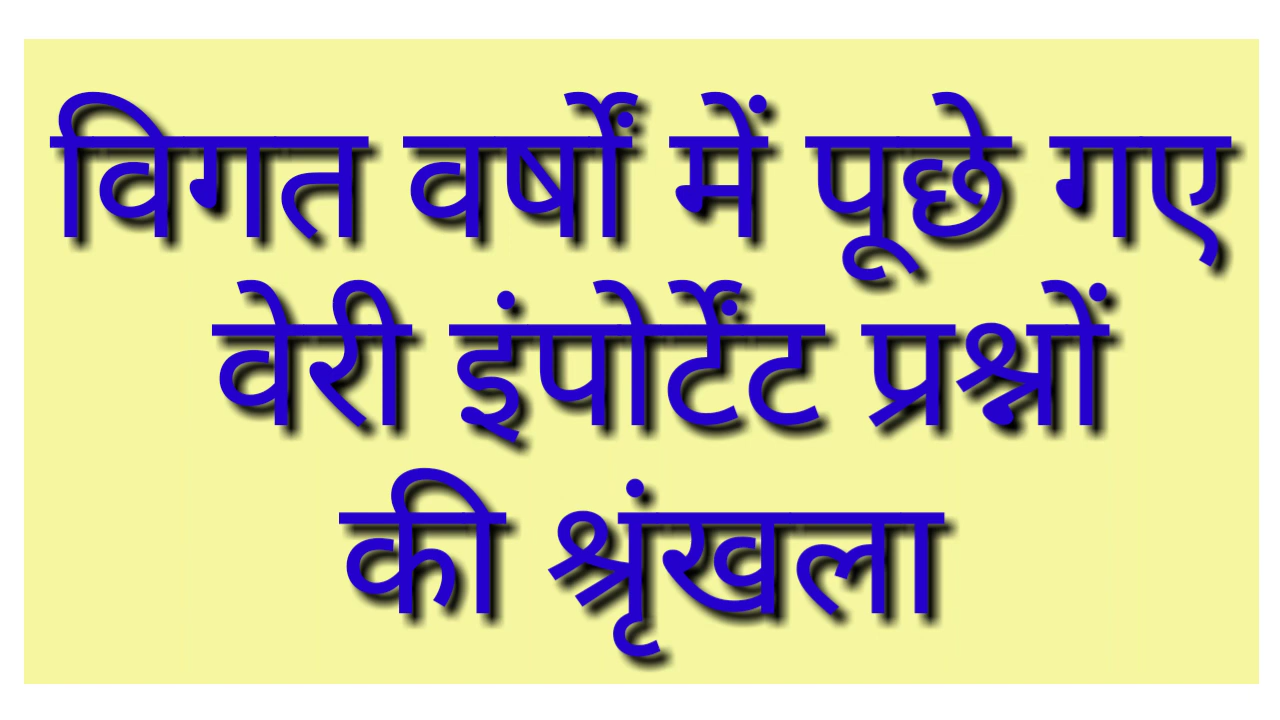 विगत वर्षों में पूछे गए
वेरी इंपोर्टेंट प्रश्नों
की श्रृंखला